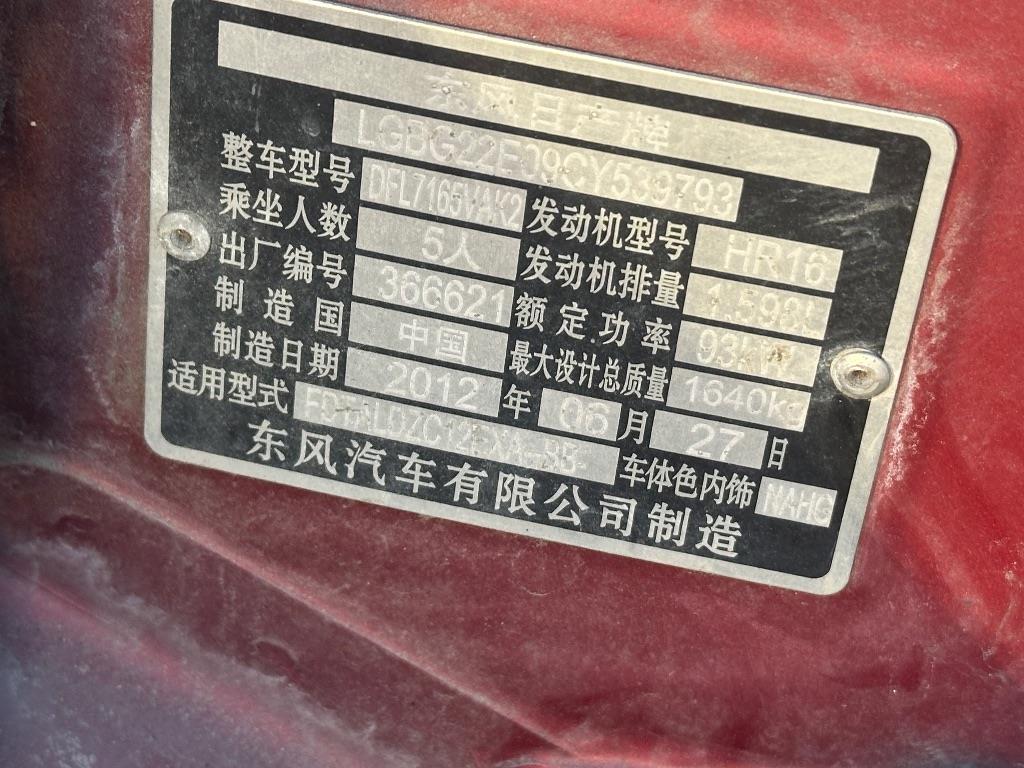 东风日产牌
LGBG22E09CY539793
整车型号 DFL7165VAK2 发动机型号 HR16
乘坐人数 5人 发动机排量
出厂编号 366621 额定功率 93kW
制造国 中国 最大设计总质量 1640kg
制造日期 2012 年 06 月 27 日
适用型式 车体色内饰 NAHG
东风汽车有限公司制造